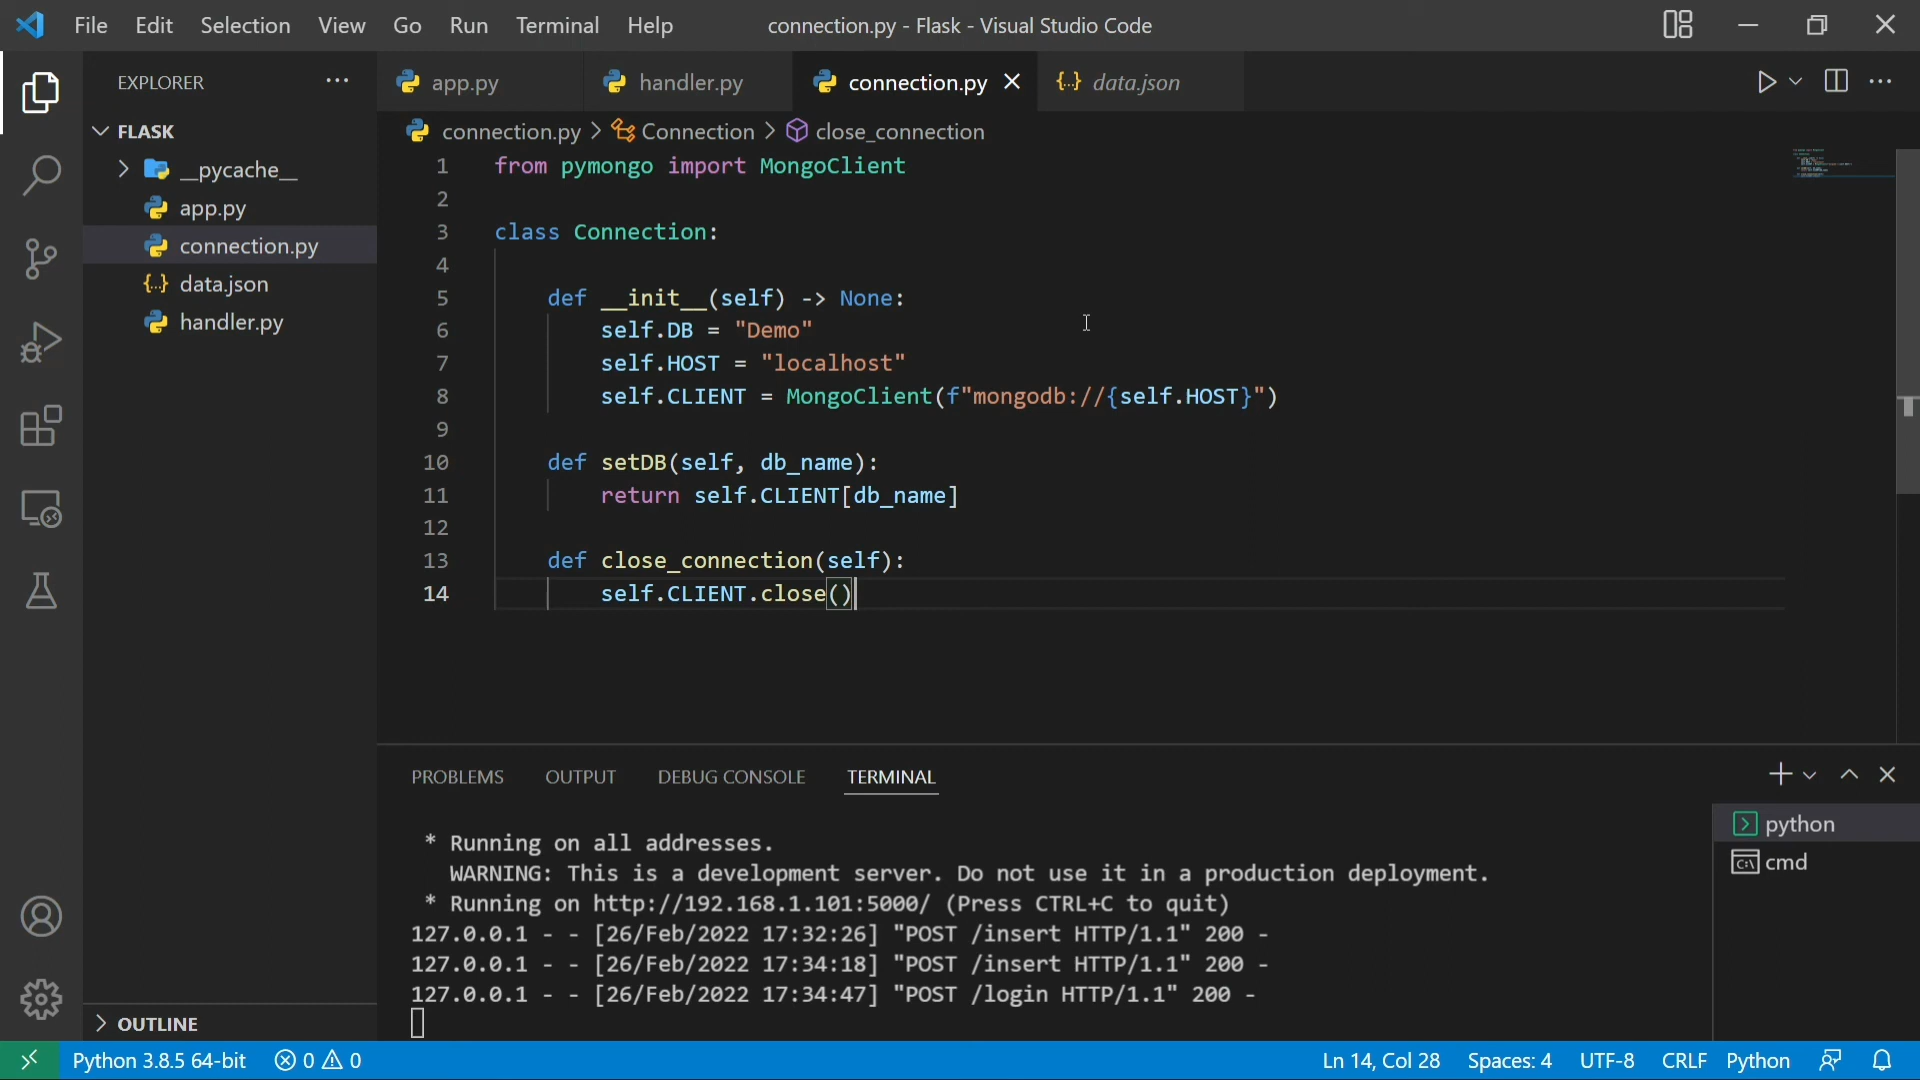 File Edit Selection View Go Run Terminal Help connection.py - Flask - Visual Studio Code
EXPLORER
FLASK
__pycache__
app.py
connection.py
data.json
handler.py
OUTLINE
app.py handler.py connection.py data.json
connection.py > Connection > close_connection
1 from pymongo import MongoClient
2
3 class Connection:
4
5 def __init__(self) -> None:
6 self.DB = "Demo"
7 self.HOST = "localhost"
8 self.CLIENT = MongoClient(f"mongodb://{self.HOST}")
9
10 def setDB(self, db_name):
11 return self.CLIENT[db_name]
12
13 def close_connection(self):
14 self.CLIENT.close()
PROBLEMS OUTPUT DEBUG CONSOLE TERMINAL
* Running on all addresses.
WARNING: This is a development server. Do not use it in a production deployment.
* Running on http://192.168.1.101:5000/ (Press CTRL+C to quit)
127.0.0.1 - - [26/Feb/2022 17:32:26] "POST /insert HTTP/1.1" 200 -
127.0.0.1 - - [26/Feb/2022 17:34:18] "POST /insert HTTP/1.1" 200 -
127.0.0.1 - - [26/Feb/2022 17:34:47] "POST /login HTTP/1.1" 200 -
python
cmd
Python 3.8.5 64-bit 0 0 Ln 14, Col 28 Spaces: 4 UTF-8 CRLF Python